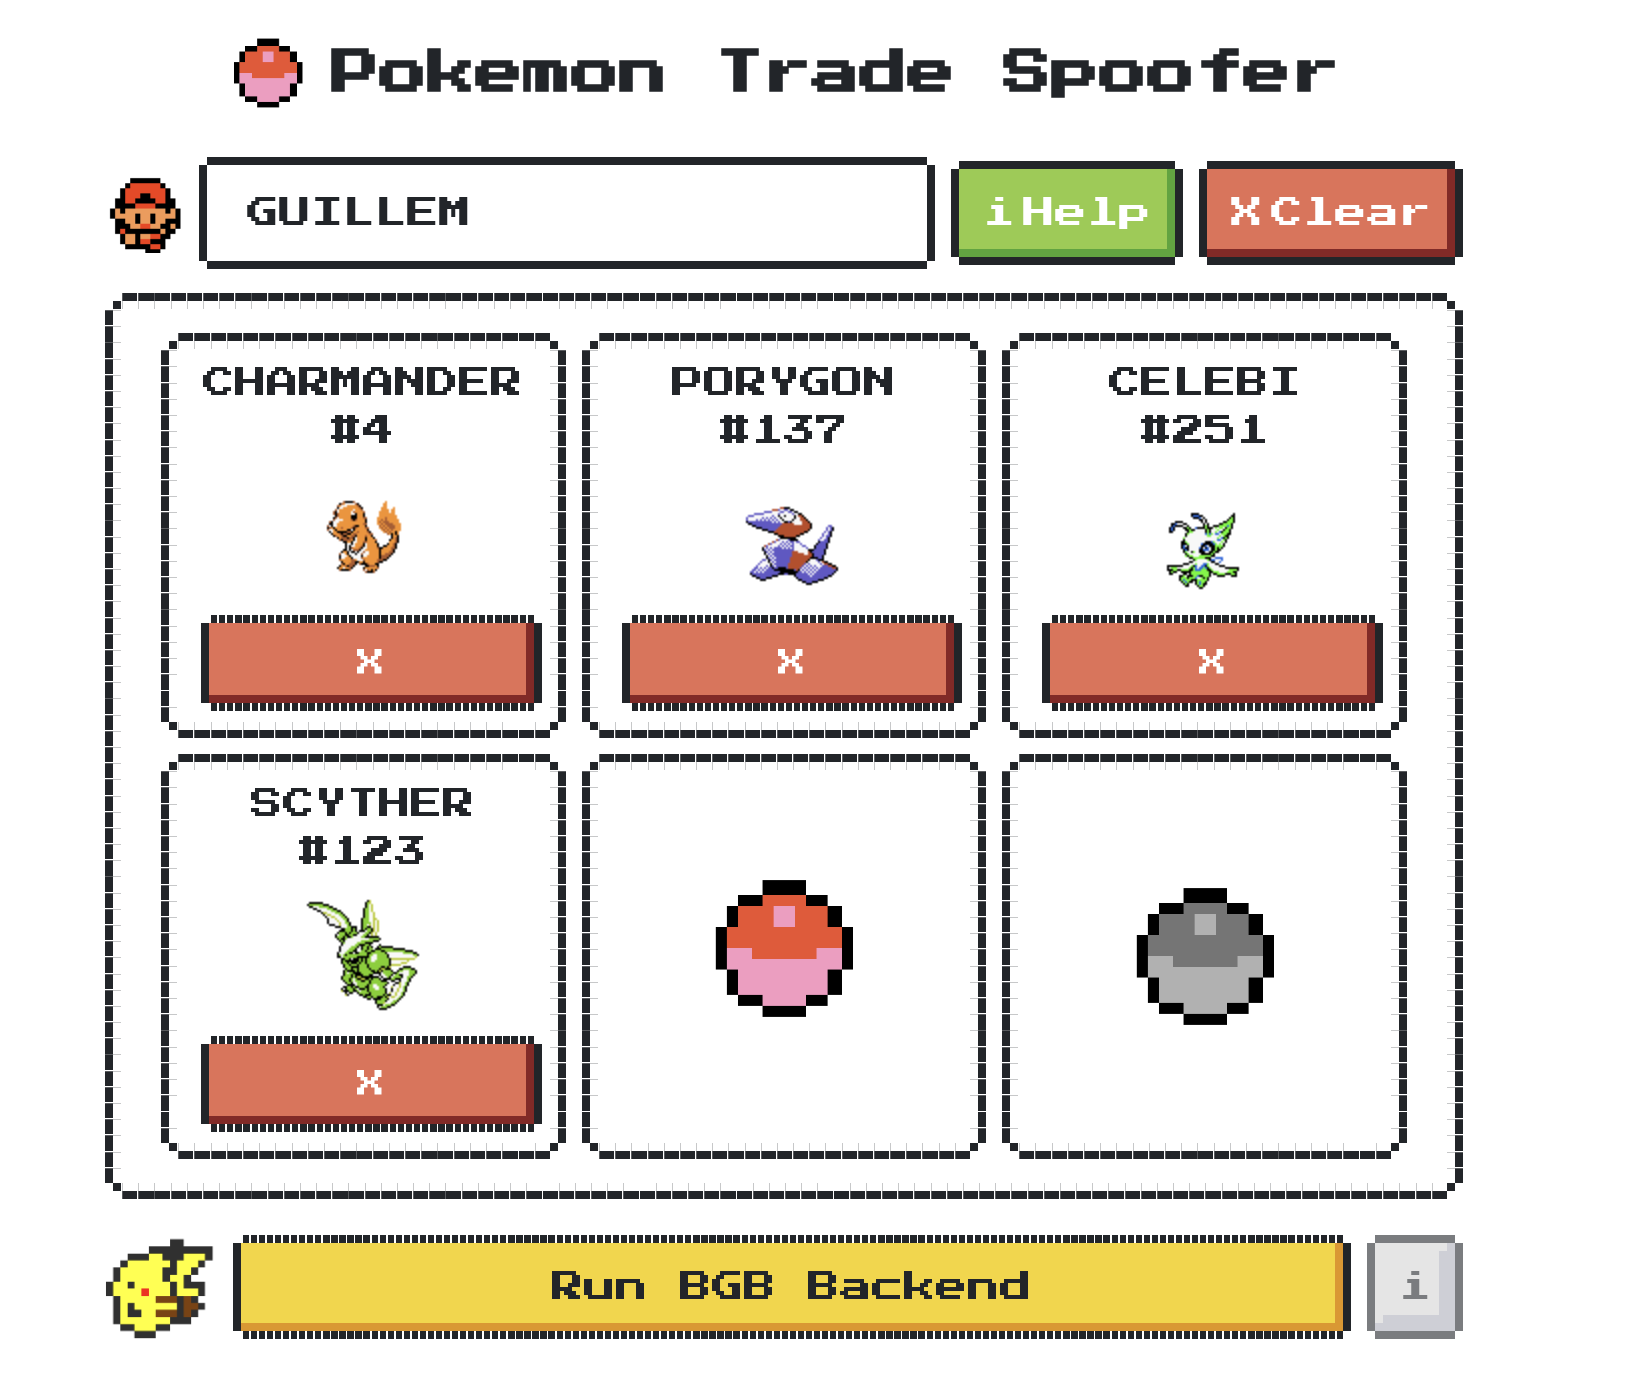 Pokemon Trade Spoofer
GUILLEM
i Help
X Clear
CHARMANDER
#4
X
PORYGON
#137
X
CELEBI
#251
X
SCYTHER
#123
X
Run BGB Backend
i